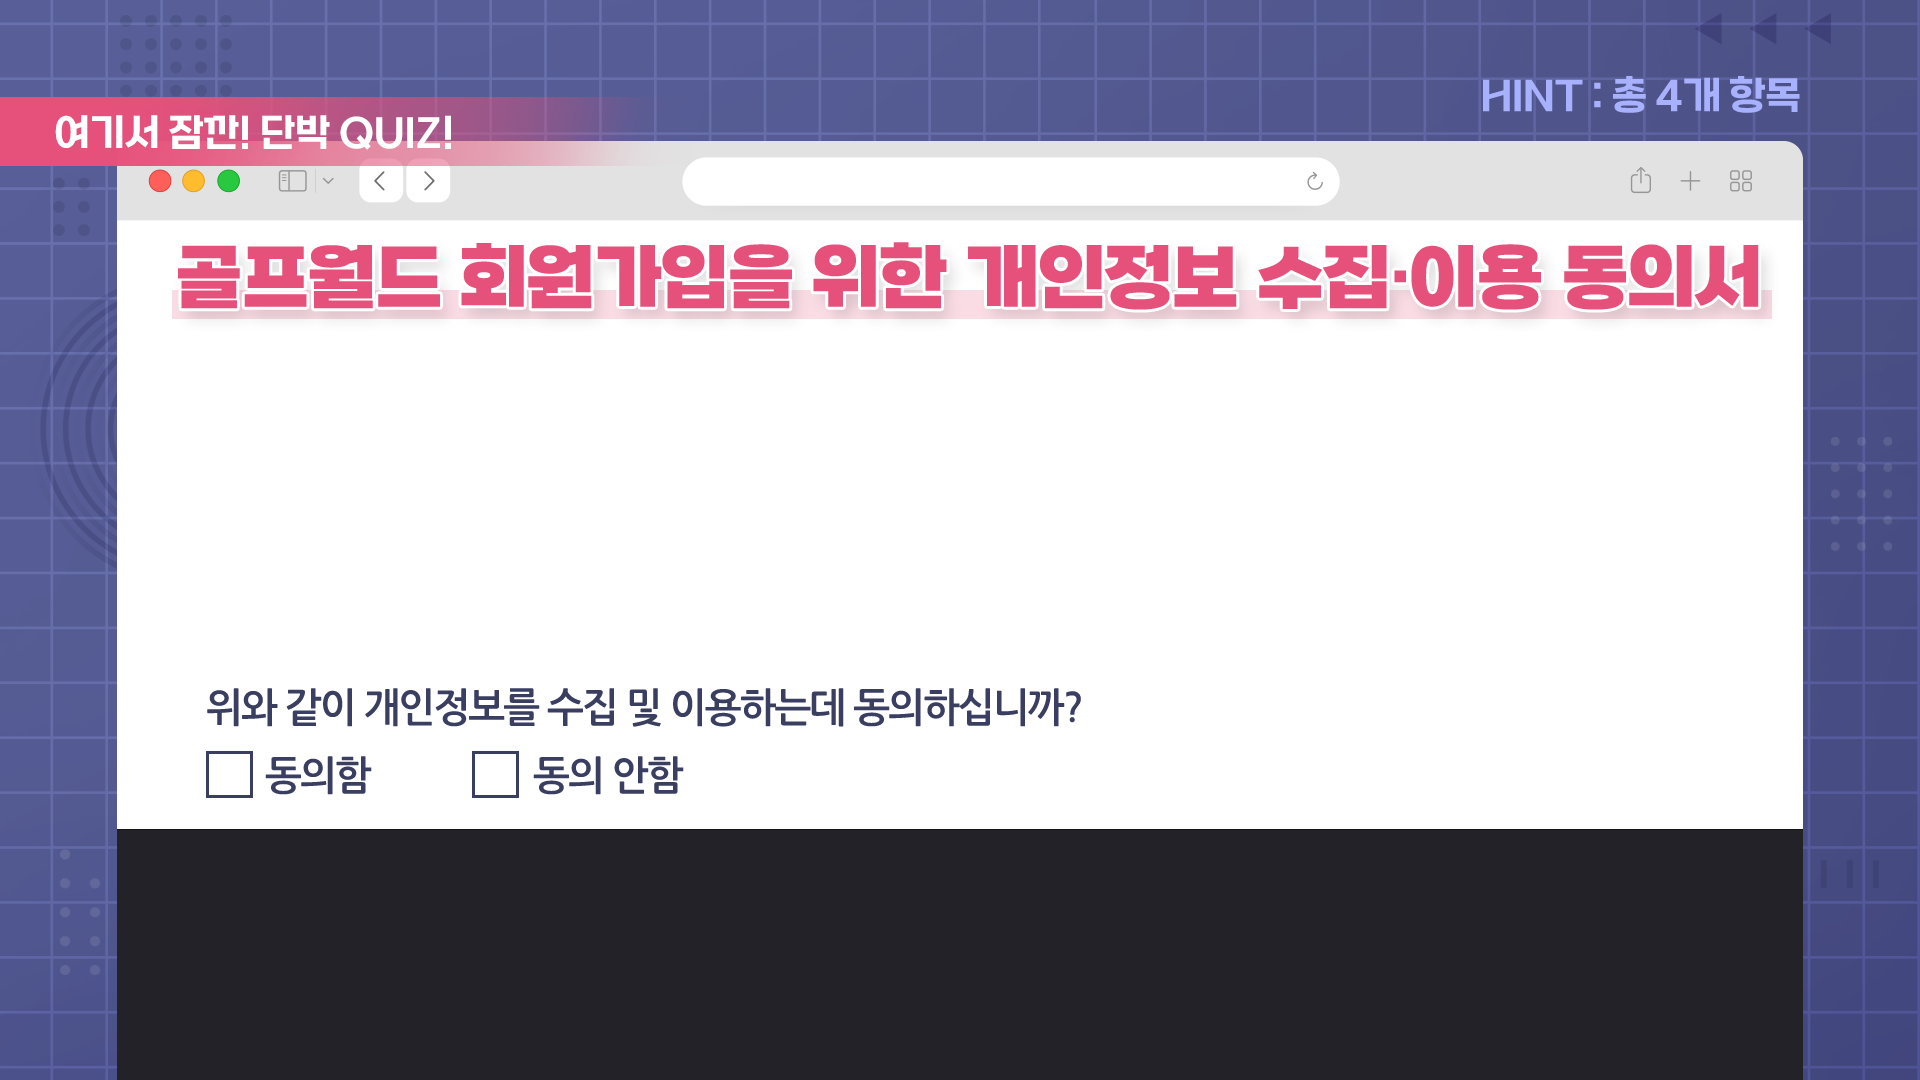 HINT : 총 4개 항목
여기서 잠깐! 단박 QUIZ!
골프월드 회원가입을 위한 개인정보 수집·이용 동의서
위와 같이 개인정보를 수집 및 이용하는데 동의하십니까?
동의함 동의 안함